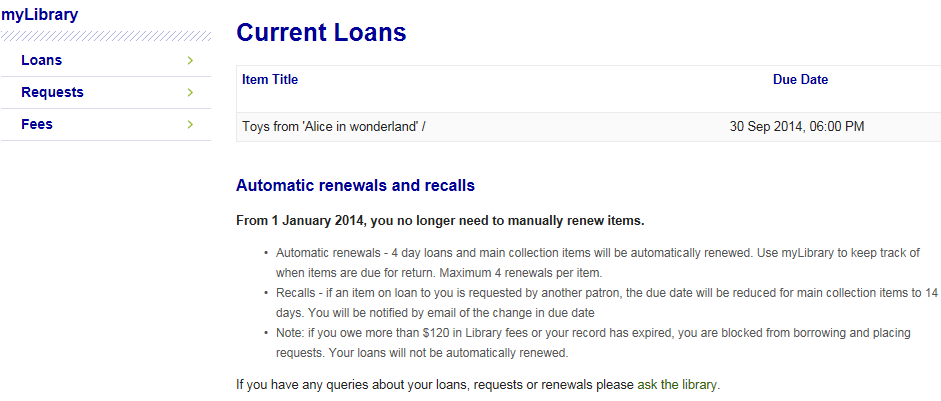 myLibrary
Loans
Requests
Fees
Current Loans
Item Title Due Date
Toys from 'Alice in wonderland' / 30 Sep 2014, 06:00 PM
Automatic renewals and recalls
From 1 January 2014, you no longer need to manually renew items.
• Automatic renewals - 4 day loans and main collection items will be automatically renewed. Use myLibrary to keep track of
when items are due for return. Maximum 4 renewals per item.
• Recalls - if an item on loan to you is requested by another patron, the due date will be reduced for main collection items to 14
days. You will be notified by email of the change in due date
• Note: if you owe more than $120 in Library fees or your record has expired, you are blocked from borrowing and placing
requests. Your loans will not be automatically renewed.
If you have any queries about your loans, requests or renewals please ask the library.